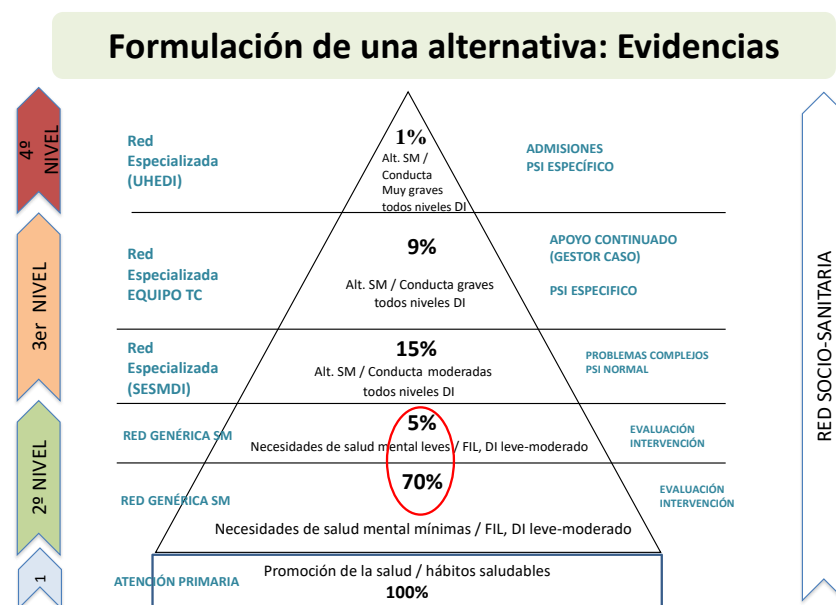 Formulación de una alternativa: Evidencias
4º
NIVEL
Red
Especializada
(UHEDI)
1%
Alt. SM /
Conducta
Muy graves
todos niveles DI
ADMISIONES
PSI ESPECÍFICO
3er NIVEL
Red
Especializada
EQUIPO TC
9%
Alt. SM / Conducta graves
todos niveles DI
APOYO CONTINUADO
(GESTOR CASO)
PSI ESPECIFICO
Red
Especializada
(SESMDI)
15%
Alt. SM / Conducta moderadas
todos niveles DI
PROBLEMAS COMPLEJOS
PSI NORMAL
2º NIVEL
RED GENÉRICA SM
5%
Necesidades de salud mental leves / FIL, DI leve-moderado
EVALUACIÓN
INTERVENCIÓN
RED GENÉRICA SM
70%
Necesidades de salud mental mínimas / FIL, DI leve-moderado
EVALUACIÓN
INTERVENCIÓN
1
ATENCIÓN PRIMARIA
Promoción de la salud / hábitos saludables
100%
RED SOCIO-SANITARIA